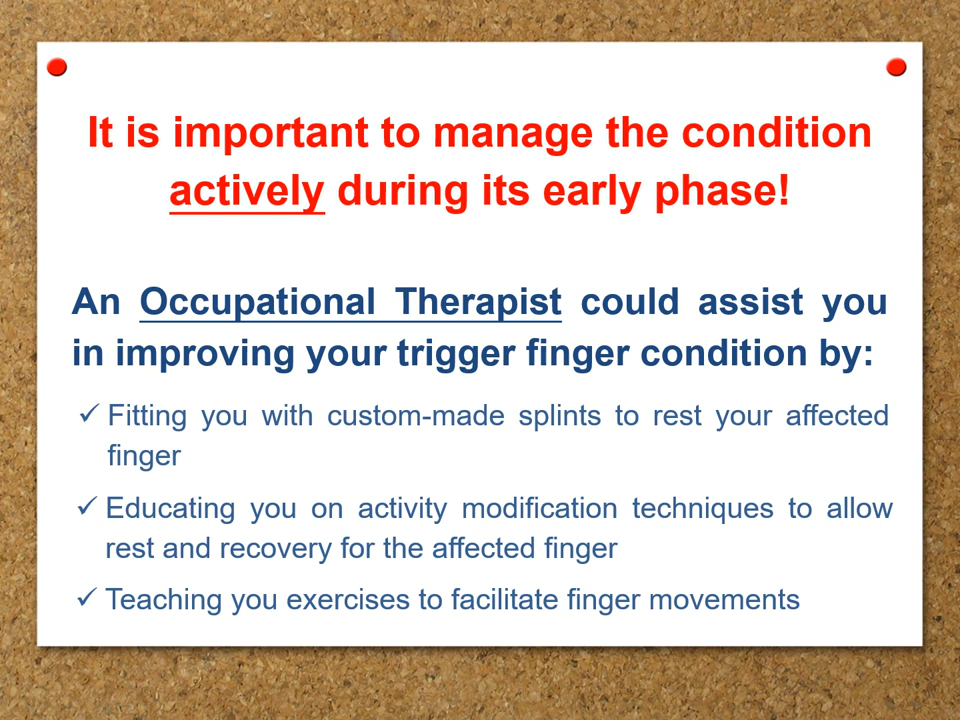 It is important to manage the condition
actively during its early phase!
An Occupational Therapist could assist you
in improving your trigger finger condition by:
✓ Fitting you with custom-made splints to rest your affected
finger
✓ Educating you on activity modification techniques to allow
rest and recovery for the affected finger
✓ Teaching you exercises to facilitate finger movements